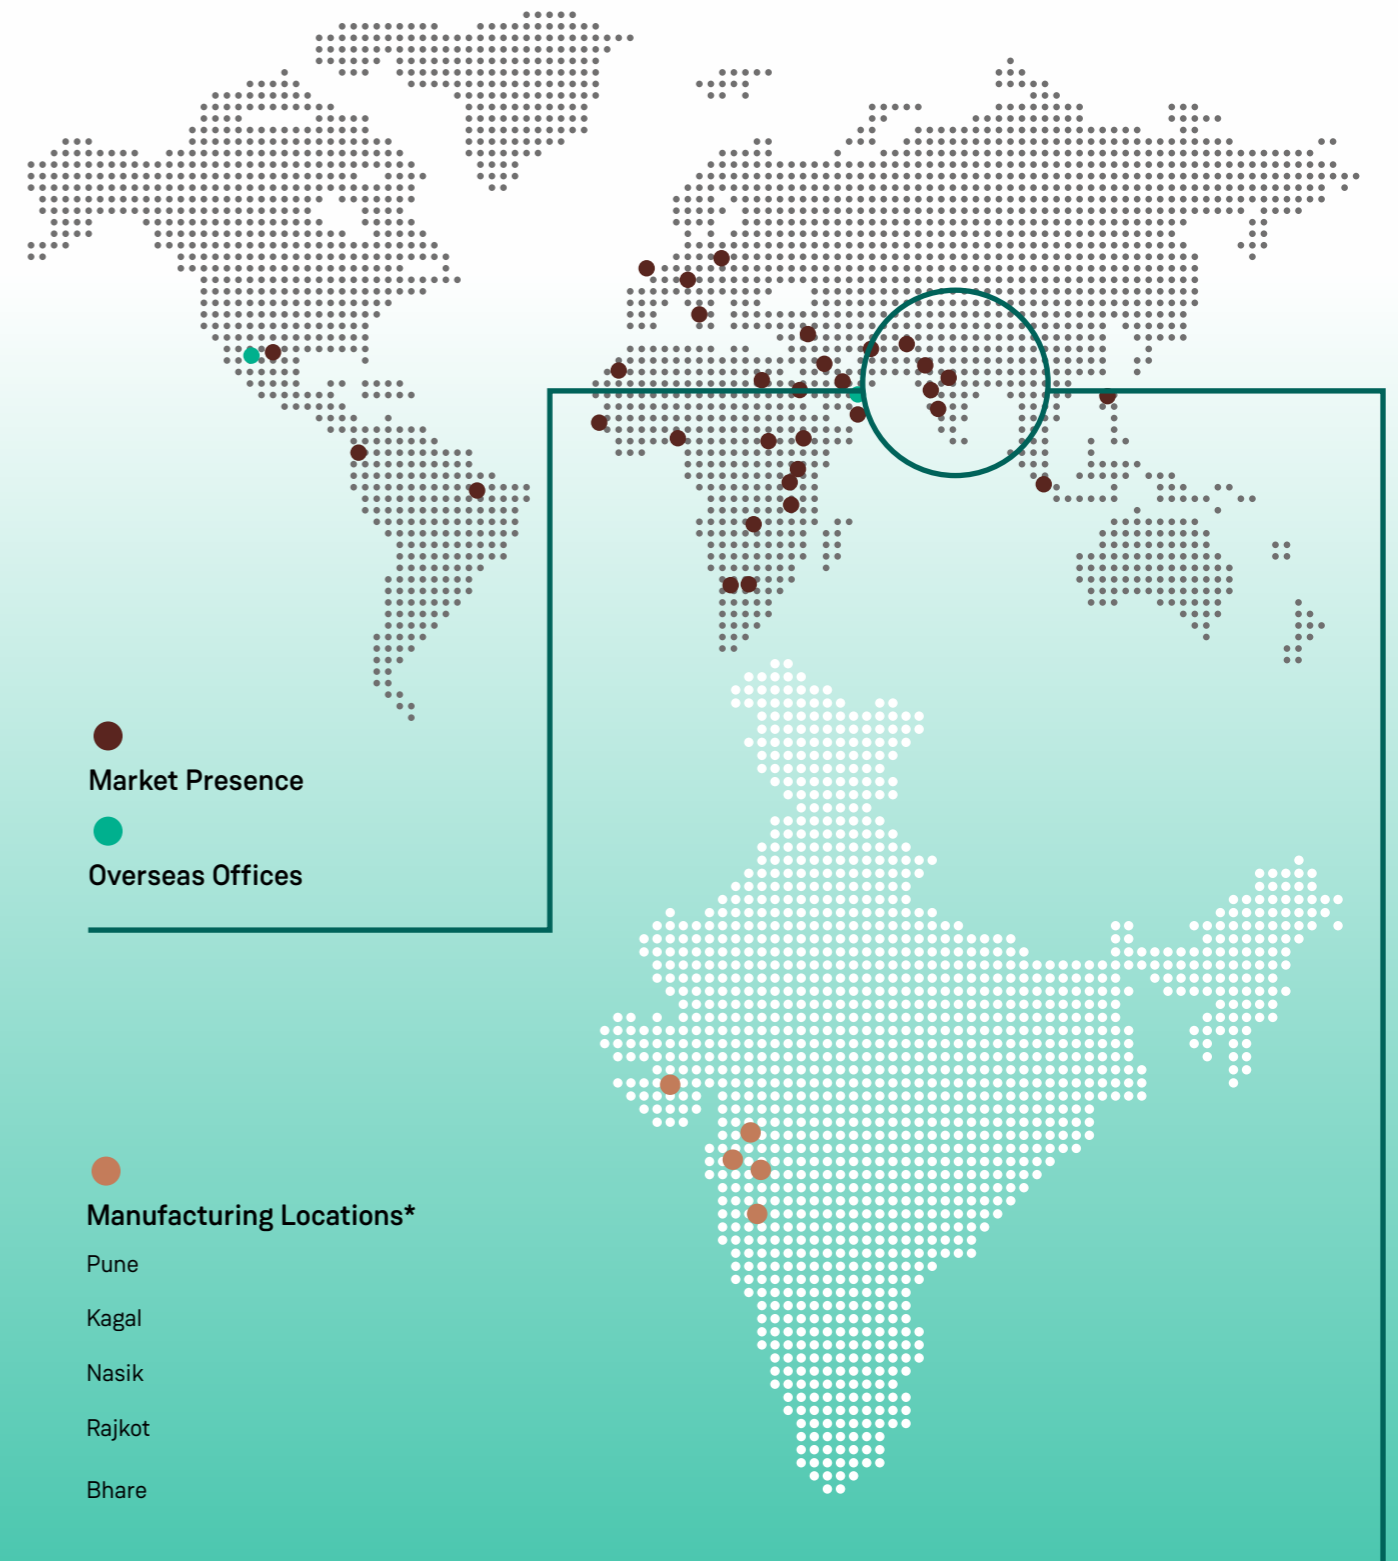 Market Presence
Overseas Offices
Manufacturing Locations*
Pune
Kagal
Nasik
Rajkot
Bhare